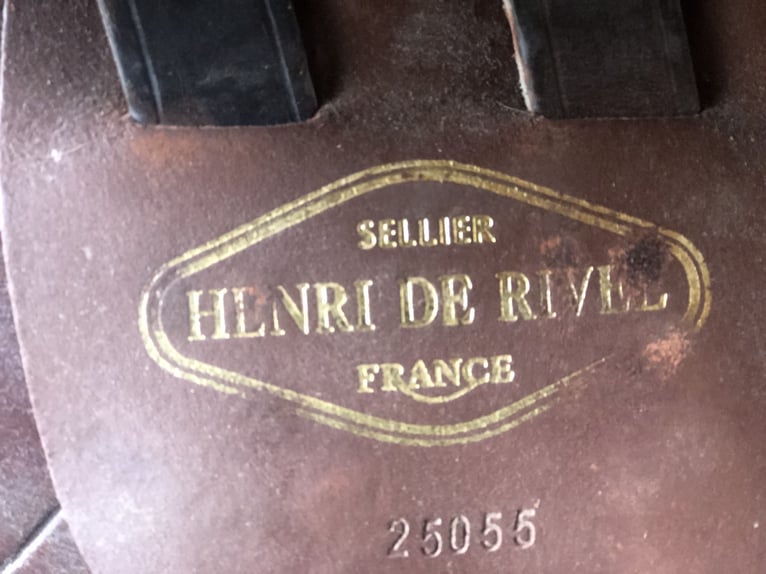 SELLIER
HENRI DE RIVEL
FRANCE
25055